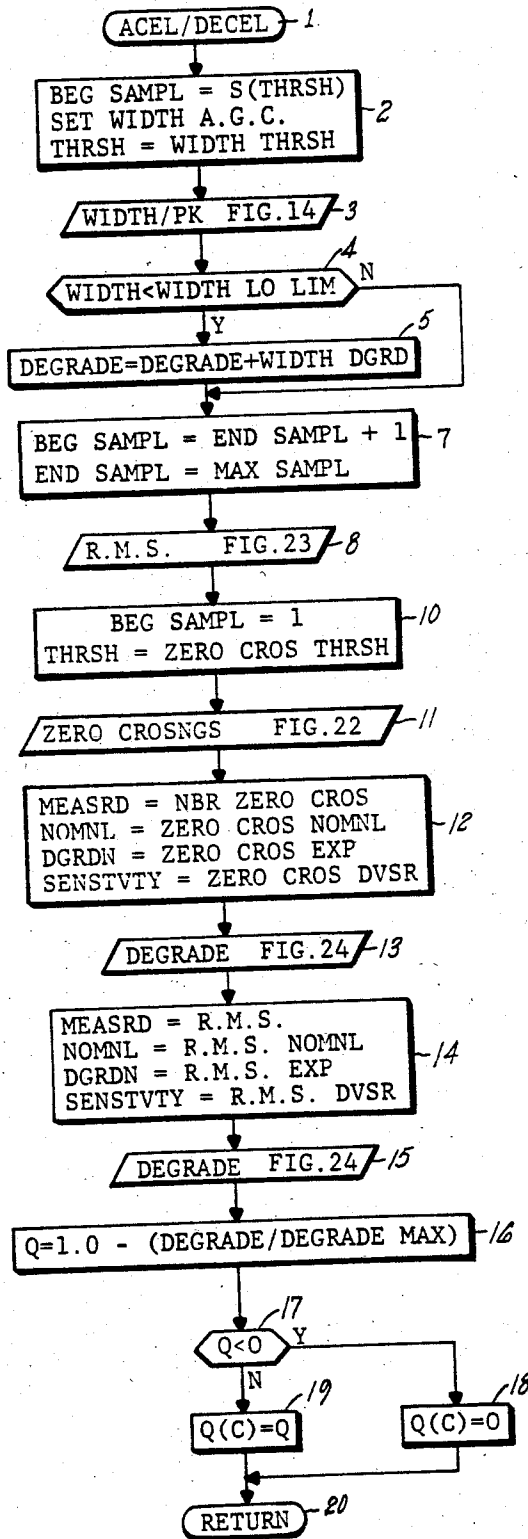 ACEL/DECEL 1
BEG SAMPL = S(THRSH)
SET WIDTH A.G.C.
THRSH = WIDTH THRSH
2
WIDTH/PK FIG.14 3
4
WIDTH<WIDTH LO LIM N
Y
5
DEGRADE=DEGRADE+WIDTH DGRD
BEG SAMPL = END SAMPL + 1
END SAMPL = MAX SAMPL
7
R.M.S. FIG.23 8
BEG SAMPL = 1
THRSH = ZERO CROS THRSH
10
ZERO CROSNGS FIG.22 11
MEASRD = NBR ZERO CROS
NOMNL = ZERO CROS NOMNL
DGRDN = ZERO CROS EXP
SENSTVTY = ZERO CROS DVSR
12
DEGRADE FIG.24 13
MEASRD = R.M.S.
NOMNL = R.M.S. NOMNL
DGRDN = R.M.S. EXP
SENSTVTY = R.M.S. DVSR
14
DEGRADE FIG.24 15
Q=1.0 - (DEGRADE/DEGRADE MAX) 16
17
Q<0 Y
N
19
Q(C)=Q
18
Q(C)=0
RETURN 20